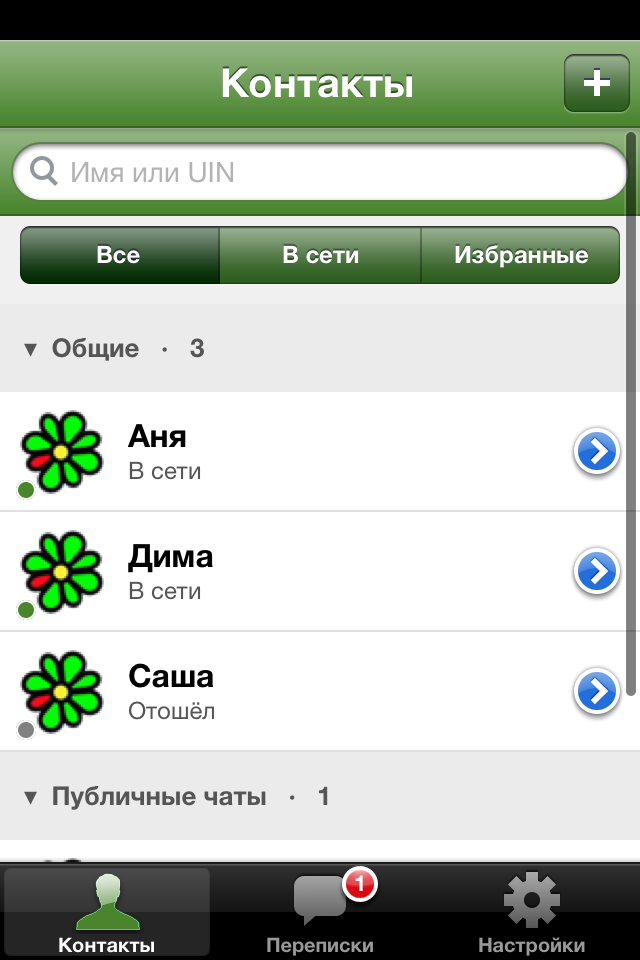 Контакты
Имя или UIN
Все В сети Избранные
▼ Общие · 3
Аня
В сети
Дима
В сети
Саша
Отошёл
▼ Публичные чаты · 1
1
Контакты Переписки Настройки